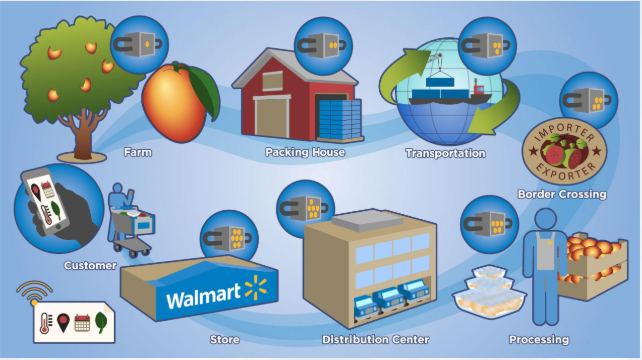 Farm
Packing House
Transportation
IMPORTER
EXPORTER
Border Crossing
Customer
Walmart
Store
Distribution Center
Processing